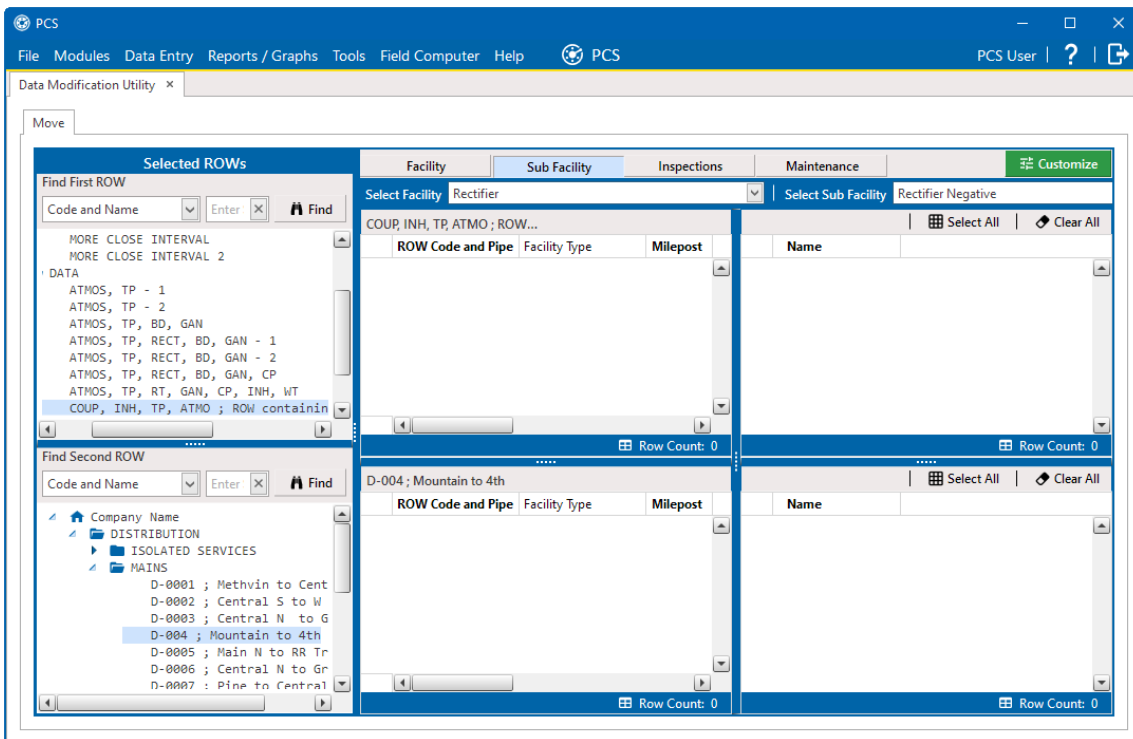 PCS
File Modules Data Entry Reports / Graphs Tools Field Computer Help PCS PCS User | ? |
Data Modification Utility ×
Move
Selected ROWs
Find First ROW
Code and Name Enter × Find
MORE CLOSE INTERVAL
MORE CLOSE INTERVAL 2
DATA
ATMOS, TP - 1
ATMOS, TP - 2
ATMOS, TP, BD, GAN
ATMOS, TP, RECT, BD, GAN - 1
ATMOS, TP, RECT, BD, GAN - 2
ATMOS, TP, RECT, BD, GAN, CP
ATMOS, TP, RT, GAN, CP, INH, WT
COUP, INH, TP, ATMO ; ROW containin
Find Second ROW
Code and Name Enter × Find
Company Name
DISTRIBUTION
ISOLATED SERVICES
MAINS
D-0001 ; Methvin to Cent
D-0002 ; Central S to W
D-0003 ; Central N to G
D-004 ; Mountain to 4th
D-0005 ; Main N to RR Tr
D-0006 ; Central N to Gr
D-0007 ; Pine to Central
Facility Sub Facility Inspections Maintenance Customize
Select Facility Rectifier | Select Sub Facility Rectifier Negative
COUP, INH, TP, ATMO ; ROW... | Select All | Clear All
ROW Code and Pipe Facility Type Milepost Name
Row Count: 0 Row Count: 0
D-004 ; Mountain to 4th | Select All | Clear All
ROW Code and Pipe Facility Type Milepost Name
Row Count: 0 Row Count: 0